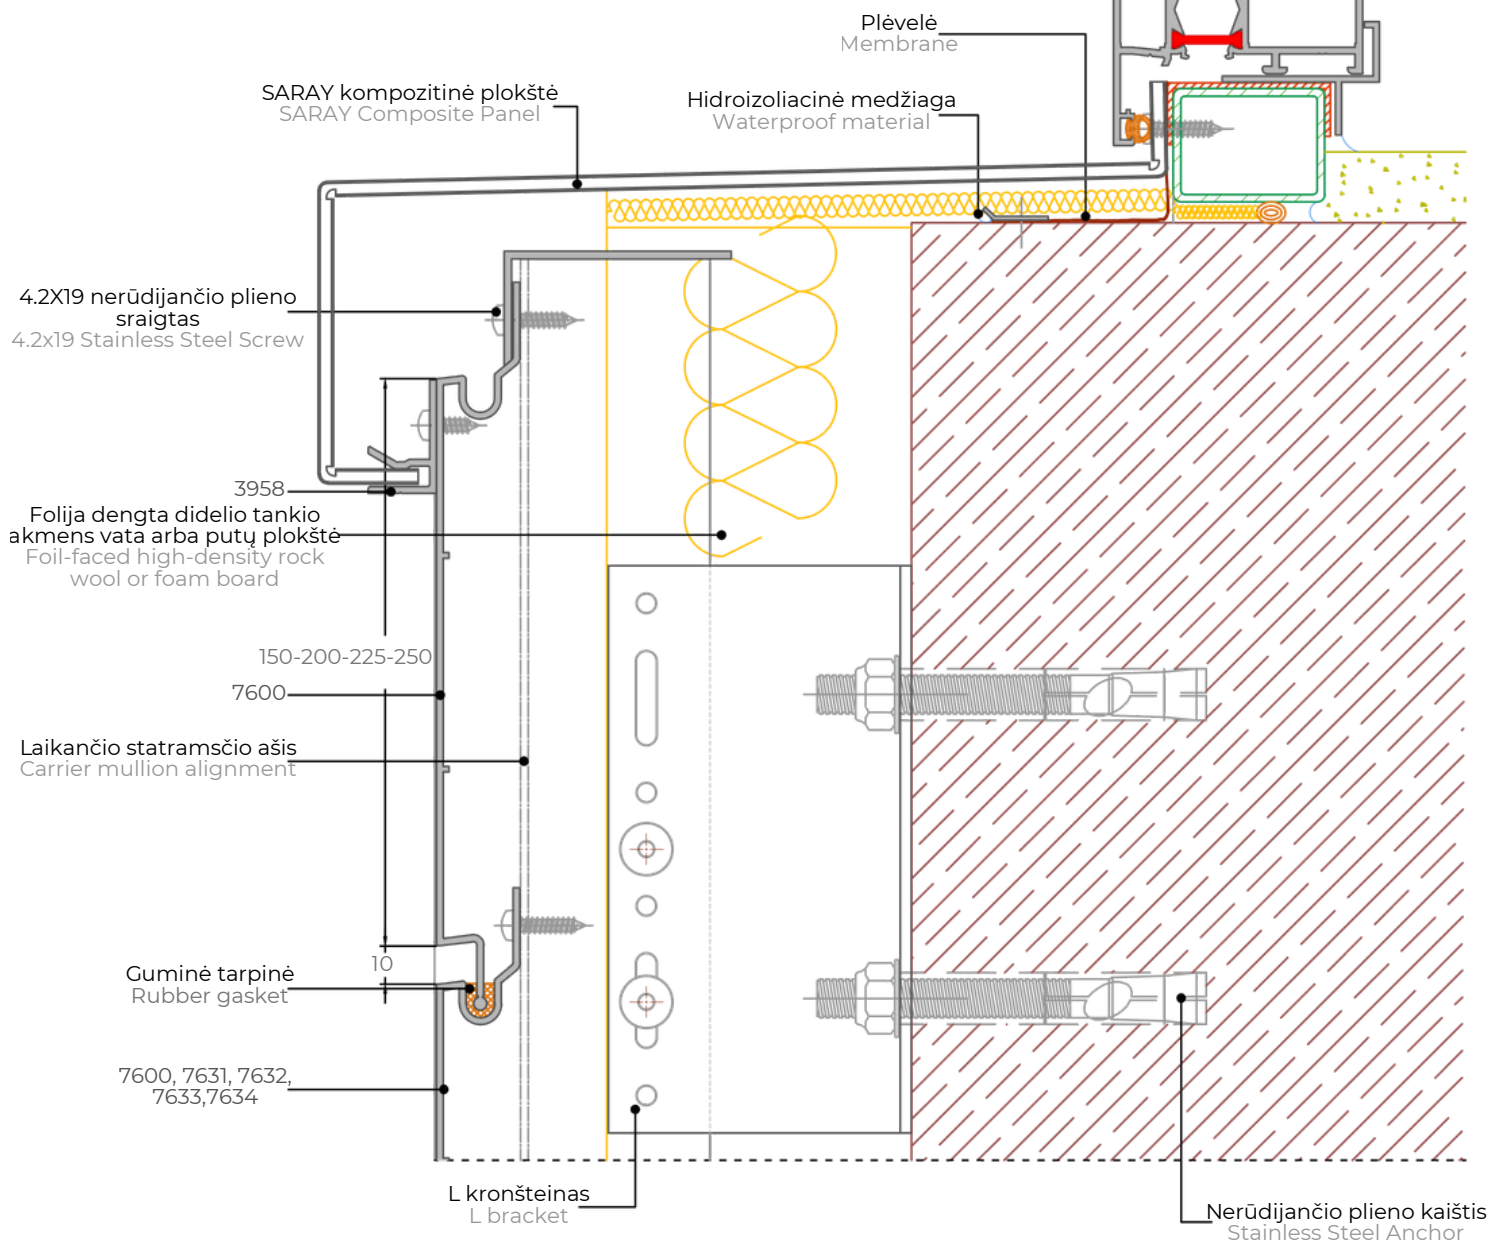 Plėvelė
Membrane
SARAY kompozitinė plokštė
SARAY Composite Panel
Hidroizoliacinė medžiaga
Waterproof material
4.2X19 nerūdijančio plieno
sraigtas
4.2x19 Stainless Steel Screw
3958
Folija dengta didelio tankio
akmens vata arba putų plokštė
Foil-faced high-density rock
wool or foam board
150-200-225-250
7600
Laikančio statramsčio ašis
Carrier mullion alignment
10
Guminė tarpinė
Rubber gasket
7600, 7631, 7632,
7633,7634
L kronšteinas
L bracket
Nerūdijančio plieno kaištis
Stainless Steel Anchor